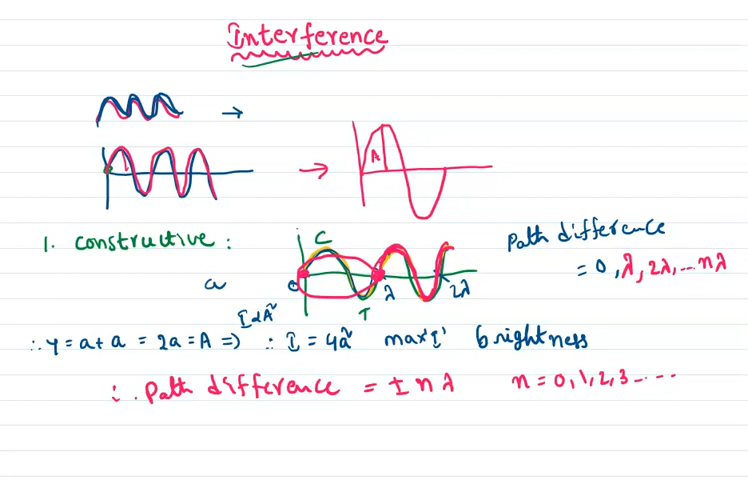 Interference
A
1. constructive :
C
Path difference
= 0, λ, 2λ, ... nλ
a
0
λ
2λ
T
I α A²
∴ y = a + a = 2a = A ⇒ ∴ I = 4a² max 'I' brightness
∴ Path difference = ± n λ n = 0, 1, 2, 3 - ...